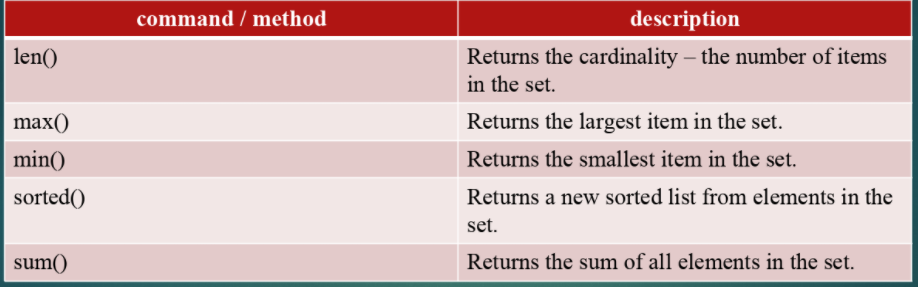 command / method
description
len()
Returns the cardinality – the number of items
in the set.
max()
Returns the largest item in the set.
min()
Returns the smallest item in the set.
sorted()
Returns a new sorted list from elements in the
set.
sum()
Returns the sum of all elements in the set.